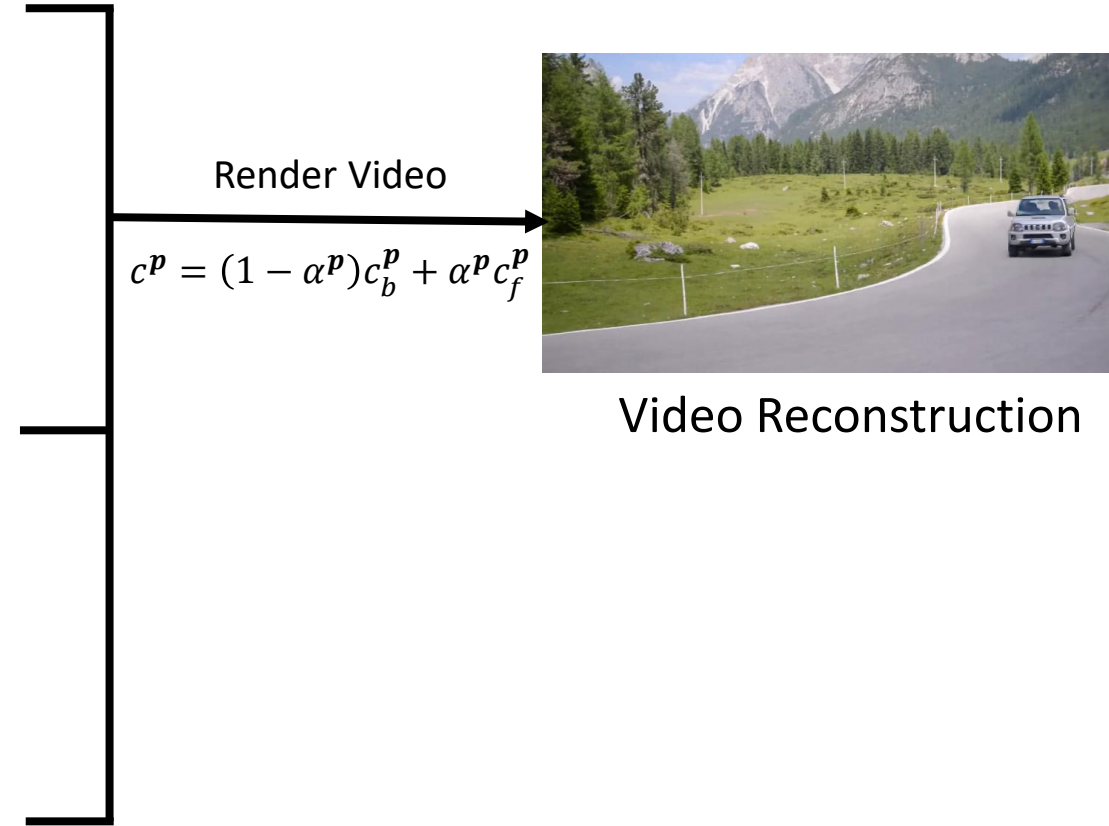 Render Video
c^p = (1 − α^p)c_b^p + α^p c_f^p
Video Reconstruction